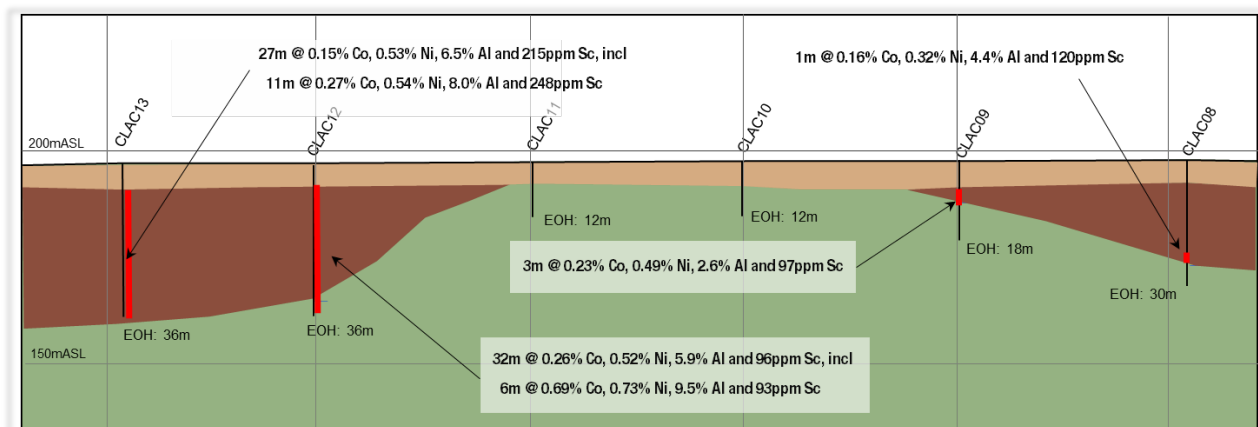 27m @ 0.15% Co, 0.53% Ni, 6.5% Al and 215ppm Sc, incl
11m @ 0.27% Co, 0.54% Ni, 8.0% Al and 248ppm Sc
1m @ 0.16% Co, 0.32% Ni, 4.4% Al and 120ppm Sc
CLAC13
CLAC12
CLAC11
CLAC10
CLAC09
CLAC08
200mASL
EOH: 12m
EOH: 12m
EOH: 18m
3m @ 0.23% Co, 0.49% Ni, 2.6% Al and 97ppm Sc
EOH: 30m
EOH: 36m
EOH: 36m
150mASL
32m @ 0.26% Co, 0.52% Ni, 5.9% Al and 96ppm Sc, incl
6m @ 0.69% Co, 0.73% Ni, 9.5% Al and 93ppm Sc